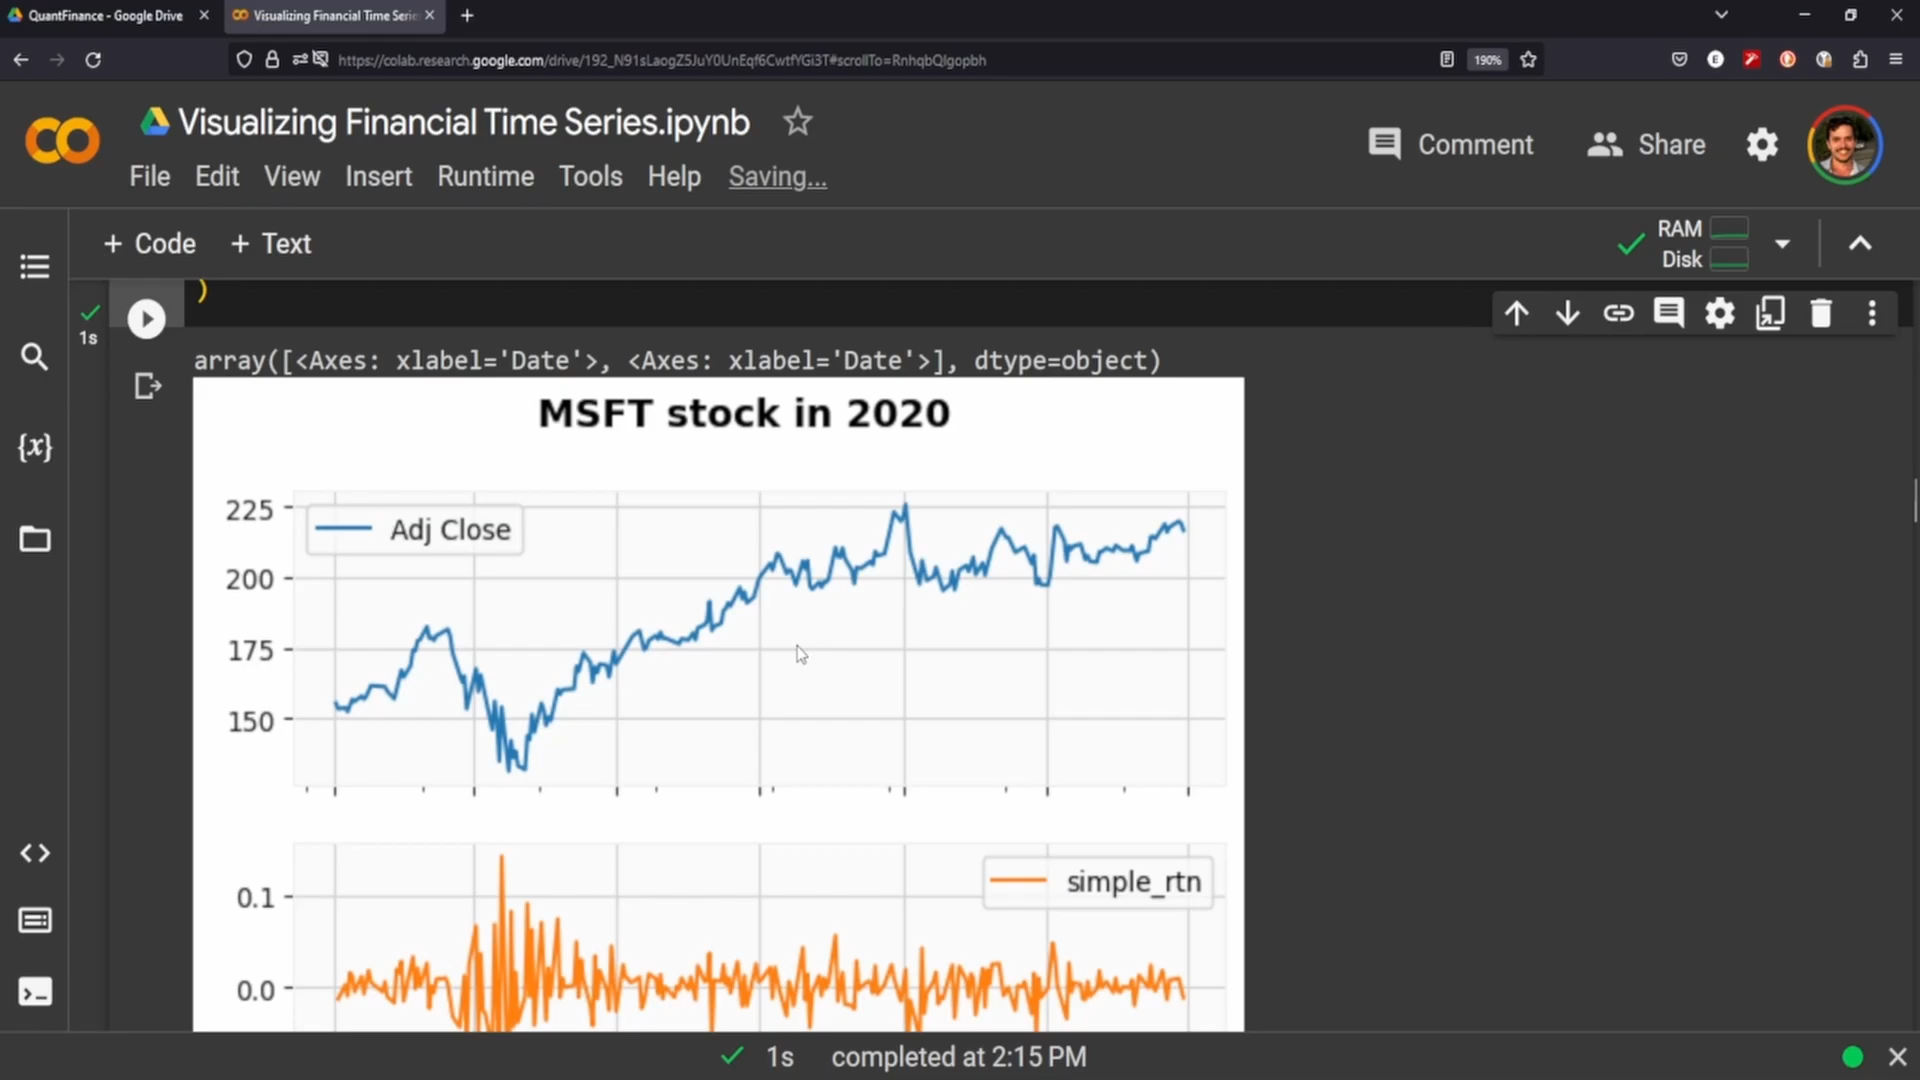 QuantFinance - Google Drive
Visualizing Financial Time Serie
https://colab.research.google.com/drive/192_N91sLaogZ5JuY0UnEqf6CwtfYGi3T#scrollTo=RnhqbQIgopbh
190%
Visualizing Financial Time Series.ipynb
Comment
Share
File Edit View Insert Runtime Tools Help Saving...
+ Code + Text
RAM
Disk
)
1s
array([<Axes: xlabel='Date'>, <Axes: xlabel='Date'>], dtype=object)
MSFT stock in 2020
225
Adj Close
200
175
150
simple_rtn
0.1
0.0
1s completed at 2:15 PM